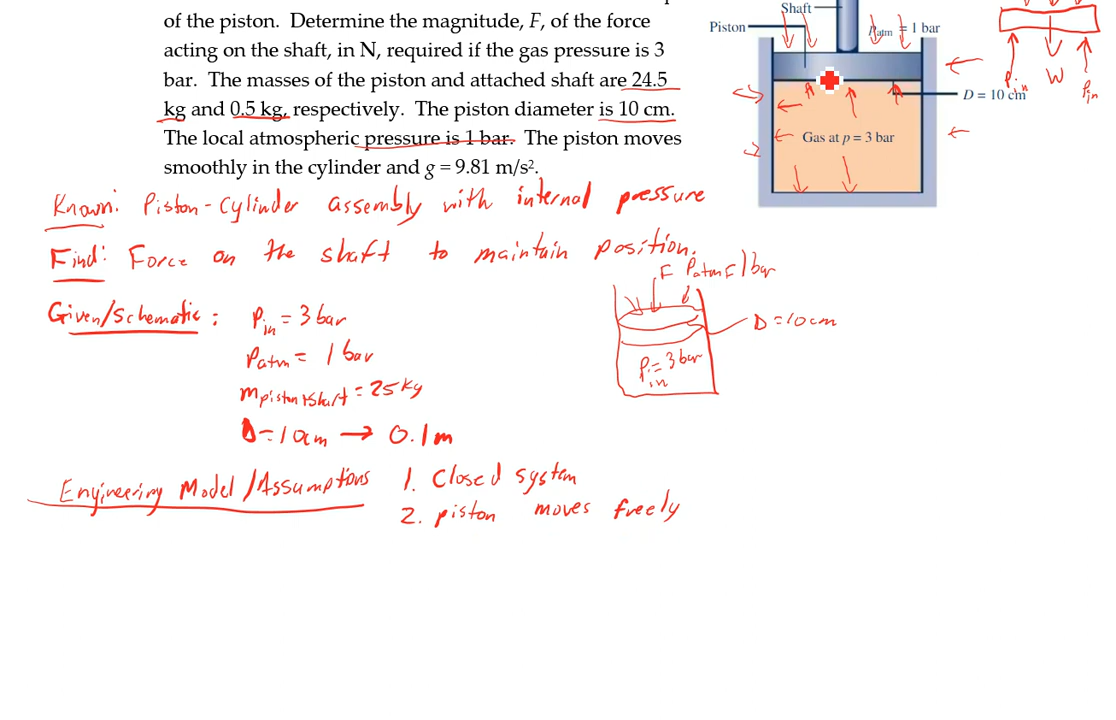 of the piston. Determine the magnitude, F, of the force
acting on the shaft, in N, required if the gas pressure is 3
bar. The masses of the piston and attached shaft are 24.5
kg and 0.5 kg, respectively. The piston diameter is 10 cm.
The local atmospheric pressure is 1 bar. The piston moves
smoothly in the cylinder and g = 9.81 m/s².
Shaft
Piston
Patm = 1 bar
D = 10 cm
Gas at p = 3 bar
Pin
W
Pin
Known: Piston-Cylinder assembly with internal pressure
Find: Force on the shaft to maintain position.
Given/Schematic:
Pin = 3 bar
Patm = 1 bar
mpiston+shaft = 25 kg
D = 10cm → 0.1m
F Patm = 1 bar
D = 10cm
Pin = 3 bar
Engineering Model/Assumptions
1. Closed system
2. piston moves freely